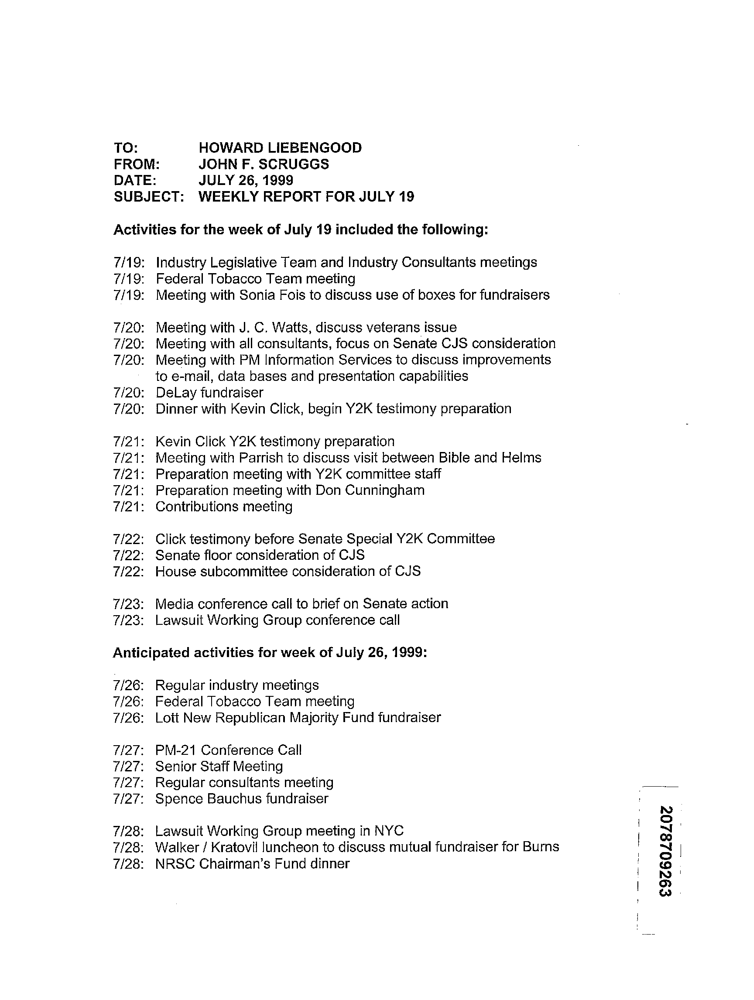 TO: HOWARD LIEBENGOOD
FROM: JOHN F. SCRUGGS
DATE: JULY 26, 1999
SUBJECT: WEEKLY REPORT FOR JULY 19
Activities for the week of July 19 included the following:
7/19: Industry Legislative Team and Industry Consultants meetings
7/19: Federal Tobacco Team meeting
7/19: Meeting with Sonia Fois to discuss use of boxes for fundraisers
7/20: Meeting with J. C. Watts, discuss veterans issue
7/20: Meeting with all consultants, focus on Senate CJS consideration
7/20: Meeting with PM Information Services to discuss improvements
to e-mail, data bases and presentation capabilities
7/20: DeLay fundraiser
7/20: Dinner with Kevin Click, begin Y2K testimony preparation
7/21: Kevin Click Y2K testimony preparation
7/21: Meeting with Parrish to discuss visit between Bible and Helms
7/21: Preparation meeting with Y2K committee staff
7/21: Preparation meeting with Don Cunningham
7/21: Contributions meeting
7/22: Click testimony before Senate Special Y2K Committee
7/22: Senate floor consideration of CJS
7/22: House subcommittee consideration of CJS
7/23: Media conference call to brief on Senate action
7/23: Lawsuit Working Group conference call
Anticipated activities for week of July 26, 1999:
7/26: Regular industry meetings
7/26: Federal Tobacco Team meeting
7/26: Lott New Republican Majority Fund fundraiser
7/27: PM-21 Conference Call
7/27: Senior Staff Meeting
7/27: Regular consultants meeting
7/27: Spence Bauchus fundraiser
7/28: Lawsuit Working Group meeting in NYC
7/28: Walker / Kratovil luncheon to discuss mutual fundraiser for Burns
7/28: NRSC Chairman's Fund dinner
2078709263